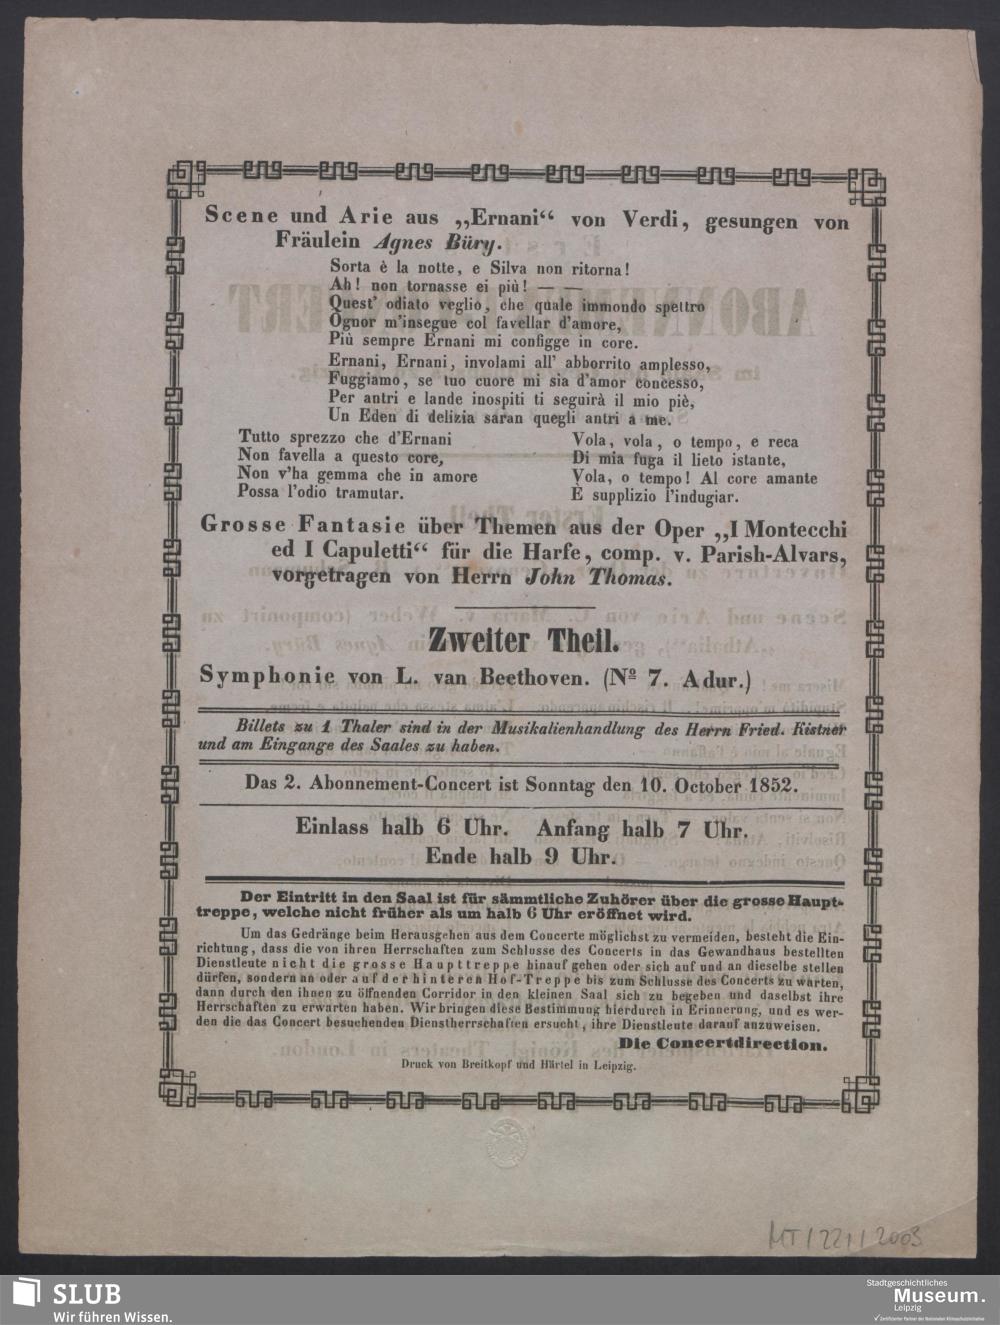 Scene und Arie aus „Ernani“ von Verdi, gesungen von
Fräulein Agnes Büry.
Sorta è la notte, e Silva non ritorna!
Ah! non tornasse ei più! — —
Quest' odiato veglio, che quale immondo spettro
Ognor m'insegue col favellar d'amore,
Più sempre Ernani mi configge in core.
Ernani, Ernani, involami all' abborrito amplesso,
Fuggiamo, se tuo cuore mi sia d'amor concesso,
Per antri e lande inospiti ti seguirà il mio piè,
Un Eden di delizia saran quegli antri a me.
Tutto sprezzo che d'Ernani
Non favella a questo core,
Non v'ha gemma che in amore
Possa l'odio tramutar.
Vola, vola, o tempo, e reca
Di mia fuga il lieto istante,
Vola, o tempo! Al core amante
È supplizio l'indugiar.
Grosse Fantasie über Themen aus der Oper „I Montecchi
ed I Capuletti“ für die Harfe, comp. v. Parish-Alvars,
vorgetragen von Herrn John Thomas.
Zweiter Theil.
Symphonie von L. van Beethoven. (Nº 7. A dur.)
Billets zu 1 Thaler sind in der Musikalienhandlung des Herrn Fried. Kistner
und am Eingange des Saales zu haben.
Das 2. Abonnement-Concert ist Sonntag den 10. October 1852.
Einlass halb 6 Uhr. Anfang halb 7 Uhr.
Ende halb 9 Uhr.
Der Eintritt in den Saal ist für sämmtliche Zuhörer über die grosse Haupt-
treppe, welche nicht früher als um halb 6 Uhr eröffnet wird.
Um das Gedränge beim Herausgehen aus dem Concerte möglichst zu vermeiden, besteht die Ein-
richtung, dass die von ihren Herrschaften zum Schlusse des Concerts in das Gewandhaus bestellten
Dienstleute nicht die grosse Haupttreppe hinauf gehen oder sich auf und an dieselbe stellen
dürfen, sondern an oder auf der hinteren Hof-Treppe bis zum Schlusse des Concerts zu warten,
dann durch den ihnen zu öffnenden Corridor in den kleinen Saal sich zu begeben und daselbst ihre
Herrschaften zu erwarten haben. Wir bringen diese Bestimmung hierdurch in Erinnerung, und es wer-
den die das Concert besuchenden Dienstherrschaften ersucht, ihre Dienstleute darauf anzuweisen.
Die Concertdirection.
Druck von Breitkopf und Härtel in Leipzig.
MT/221/2003
SLUB
Wir führen Wissen.
Stadtgeschichtliches
Museum.
Leipzig
Zertifizierter Partner der Nationalen Klimaschutzinitiative